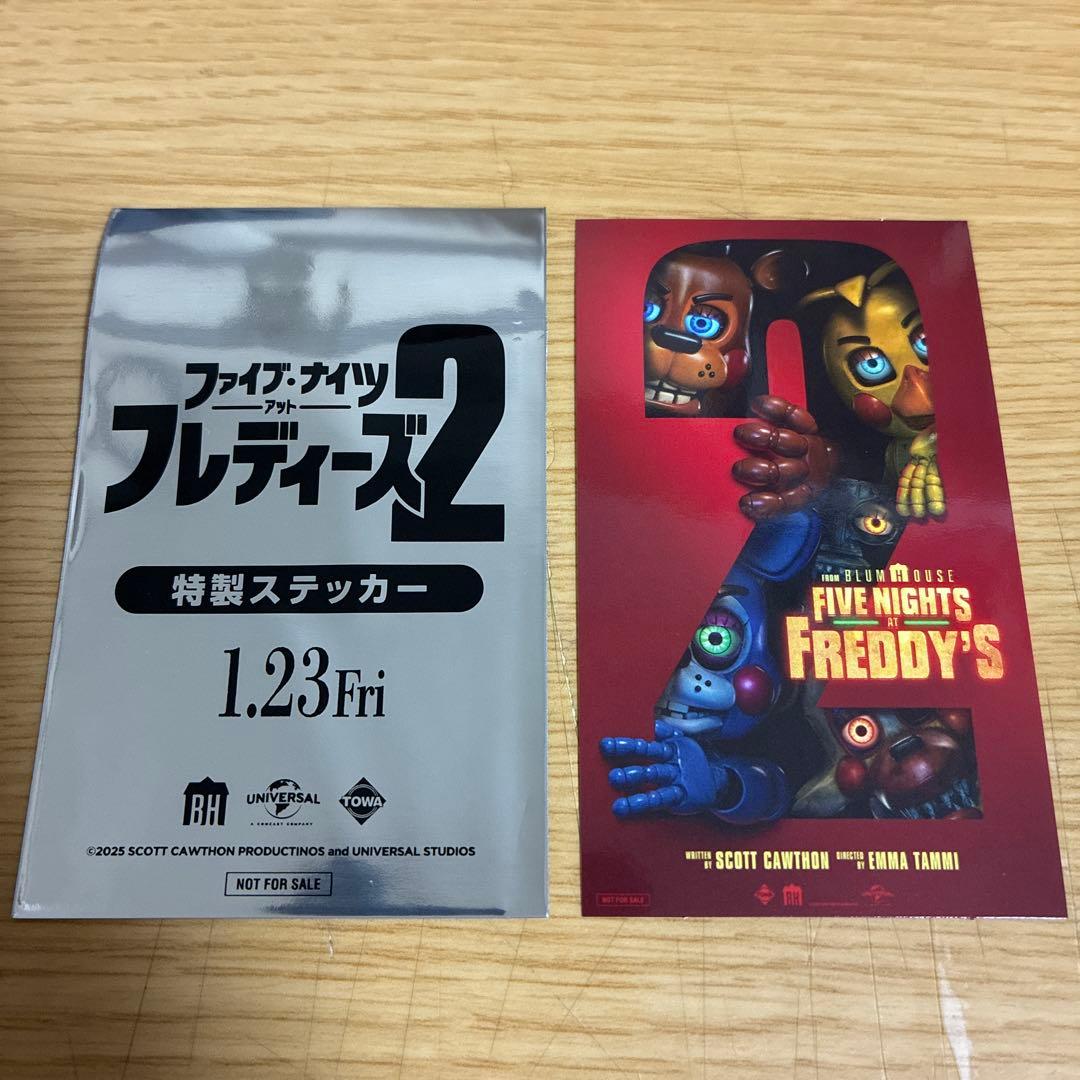 ファイブ・ナイツ
アット
フレディーズ2
特製ステッカー
1.23Fri
BH
UNIVERSAL
A COMCAST COMPANY
TOWA
©2025 SCOTT CAWTHON PRODUCTINOS and UNIVERSAL STUDIOS
NOT FOR SALE
FROM BLUMHOUSE
FIVE NIGHTS
AT
FREDDY'S
WRITTEN BY SCOTT CAWTHON DIRECTED BY EMMA TAMMI
NOT FOR SALE
TOWA
BH
UNIVERSAL